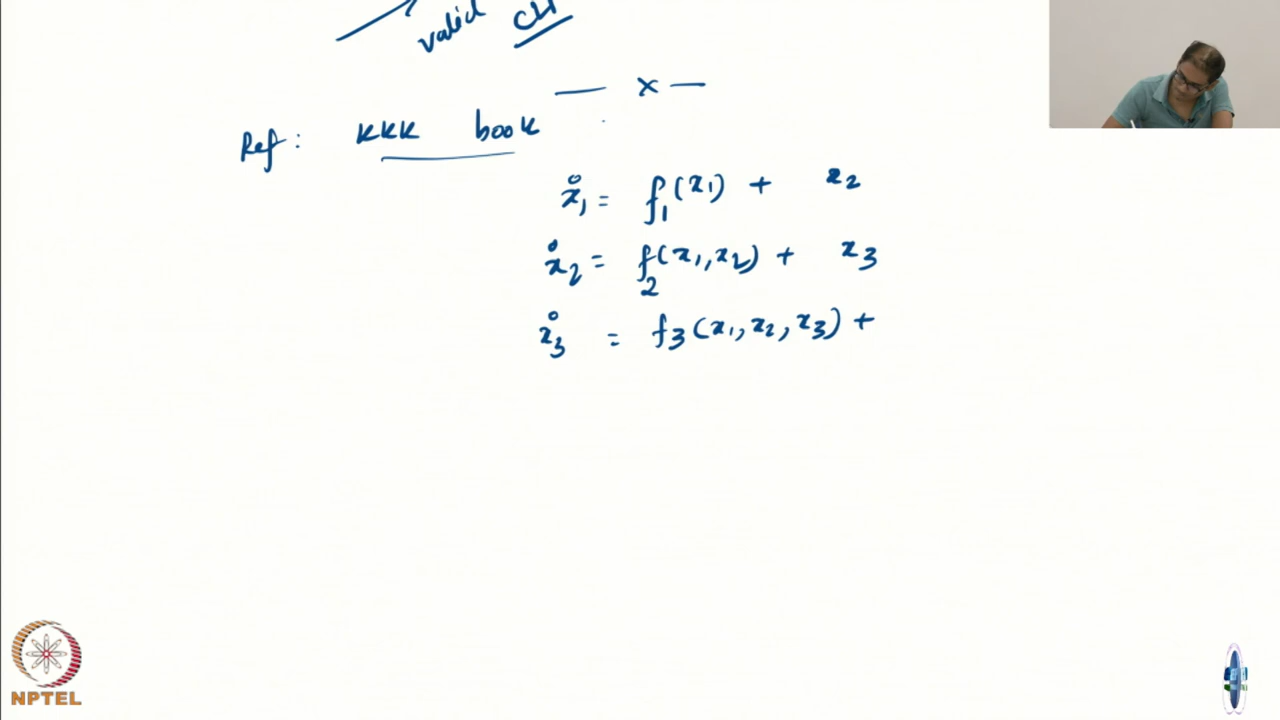 valid CLF
— x —
Ref: KKK book
ẋ₁ = f₁(x₁) + x₂
ẋ₂ = f₂(x₁, x₂) + x₃
ẋ₃ = f₃(x₁, x₂, x₃) +
NPTEL